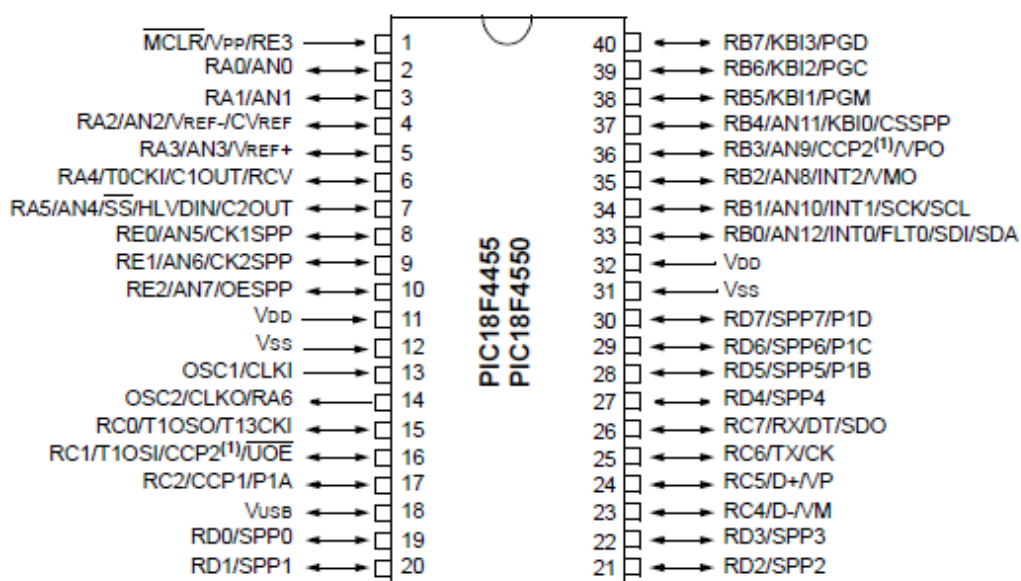 MCLR/VPP/RE3 1 40 RB7/KBI3/PGD
RA0/AN0 2 39 RB6/KBI2/PGC
RA1/AN1 3 38 RB5/KBI1/PGM
RA2/AN2/VREF-/CVREF 4 37 RB4/AN11/KBI0/CSSPP
RA3/AN3/VREF+ 5 36 RB3/AN9/CCP2(1)/VPO
RA4/T0CKI/C1OUT/RCV 6 35 RB2/AN8/INT2/VMO
RA5/AN4/SS/HLVDIN/C2OUT 7 34 RB1/AN10/INT1/SCK/SCL
RE0/AN5/CK1SPP 8 33 RB0/AN12/INT0/FLT0/SDI/SDA
RE1/AN6/CK2SPP 9 32 VDD
RE2/AN7/OESPP 10 31 VSS
VDD 11 30 RD7/SPP7/P1D
VSS 12 29 RD6/SPP6/P1C
OSC1/CLKI 13 28 RD5/SPP5/P1B
OSC2/CLKO/RA6 14 27 RD4/SPP4
RC0/T1OSO/T13CKI 15 26 RC7/RX/DT/SDO
RC1/T1OSI/CCP2(1)/UOE 16 25 RC6/TX/CK
RC2/CCP1/P1A 17 24 RC5/D+/VP
VUSB 18 23 RC4/D-/VM
RD0/SPP0 19 22 RD3/SPP3
RD1/SPP1 20 21 RD2/SPP2
PIC18F4455
PIC18F4550